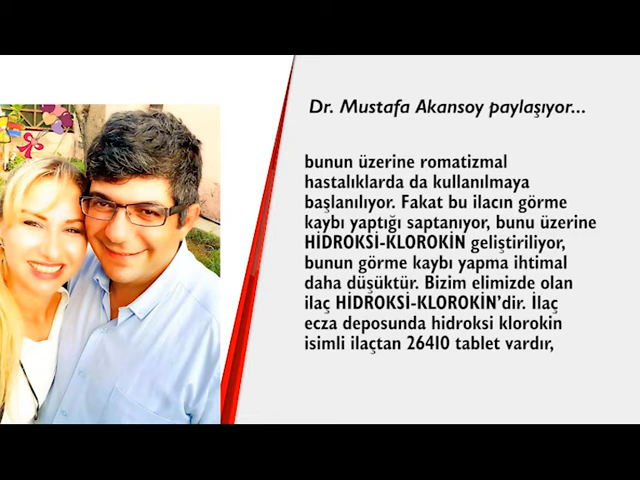 Dr. Mustafa Akansoy paylaşıyor...
bunun üzerine romatizmal
hastalıklarda da kullanılmaya
başlanılıyor. Fakat bu ilacın görme
kaybı yaptığı saptanıyor, bunu üzerine
HİDROKSİ-KLOROKİN geliştiriliyor,
bunun görme kaybı yapma ihtimal
daha düşüktür. Bizim elimizde olan
ilaç HİDROKSİ-KLOROKİN’dir. İlaç
ecza deposunda hidroksi klorokin
isimli ilaçtan 26410 tablet vardır,